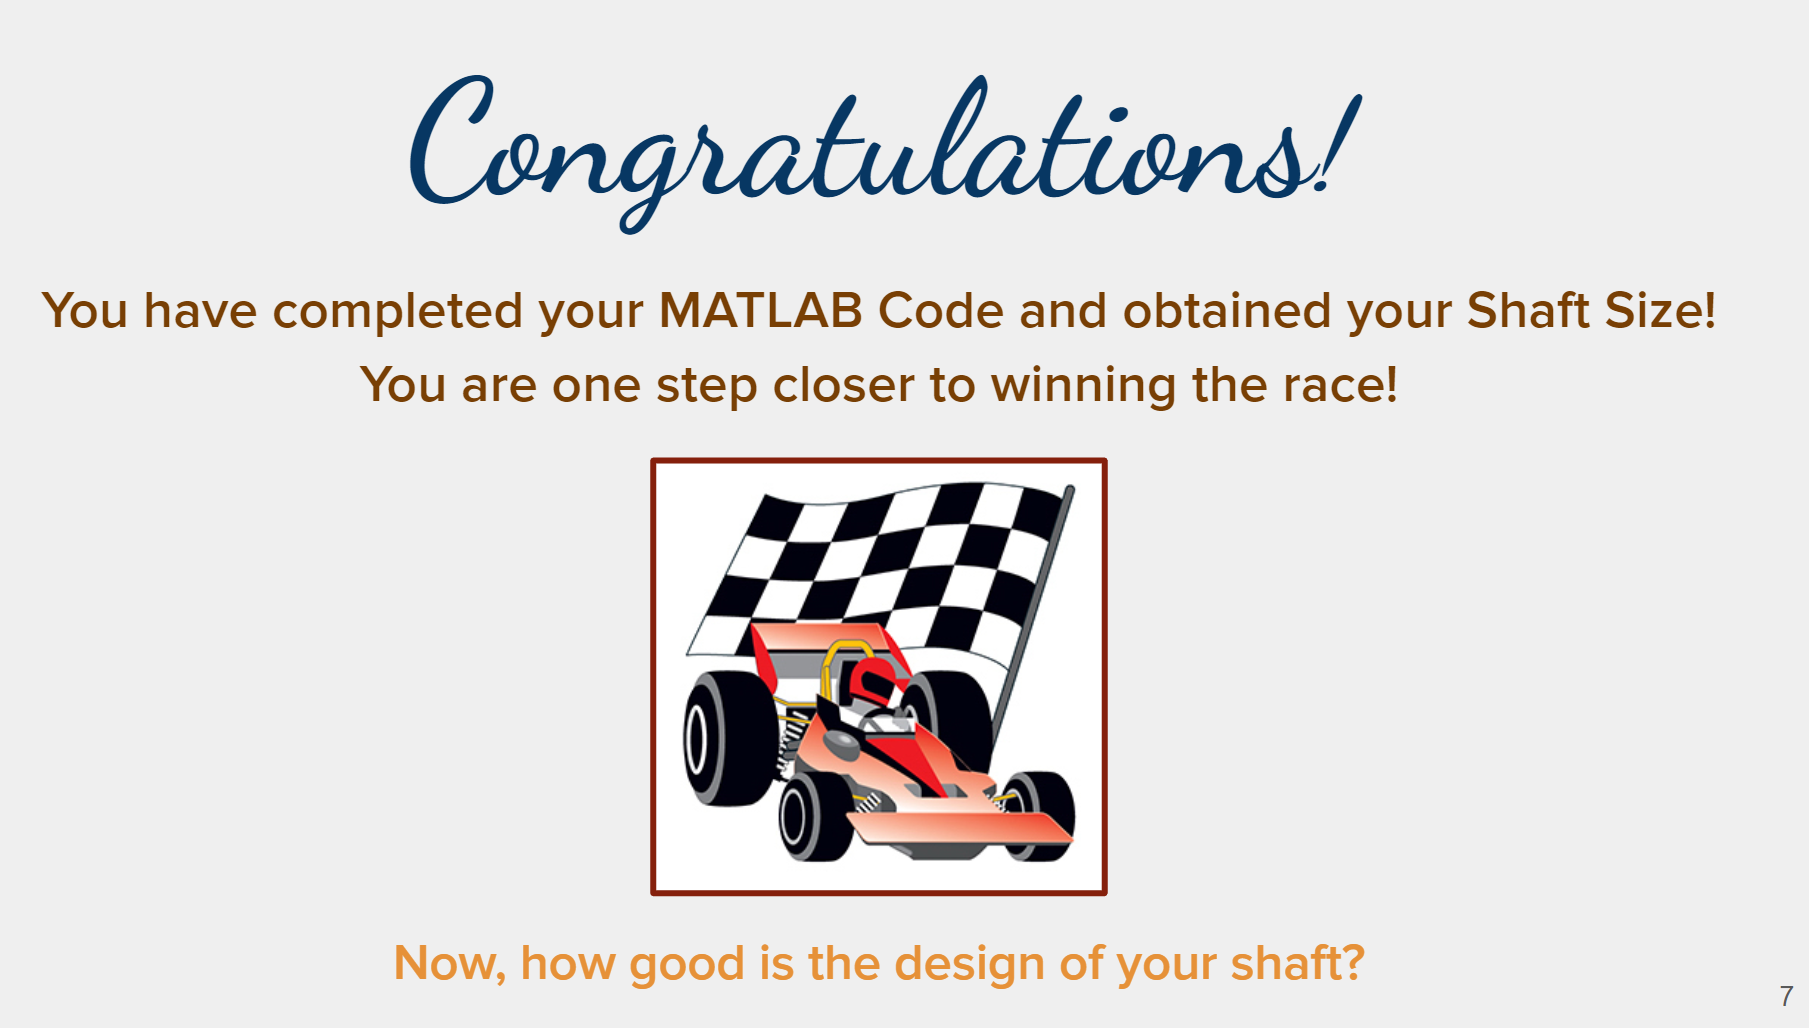 Congratulations!
You have completed your MATLAB Code and obtained your Shaft Size!
You are one step closer to winning the race!
Now, how good is the design of your shaft?
7